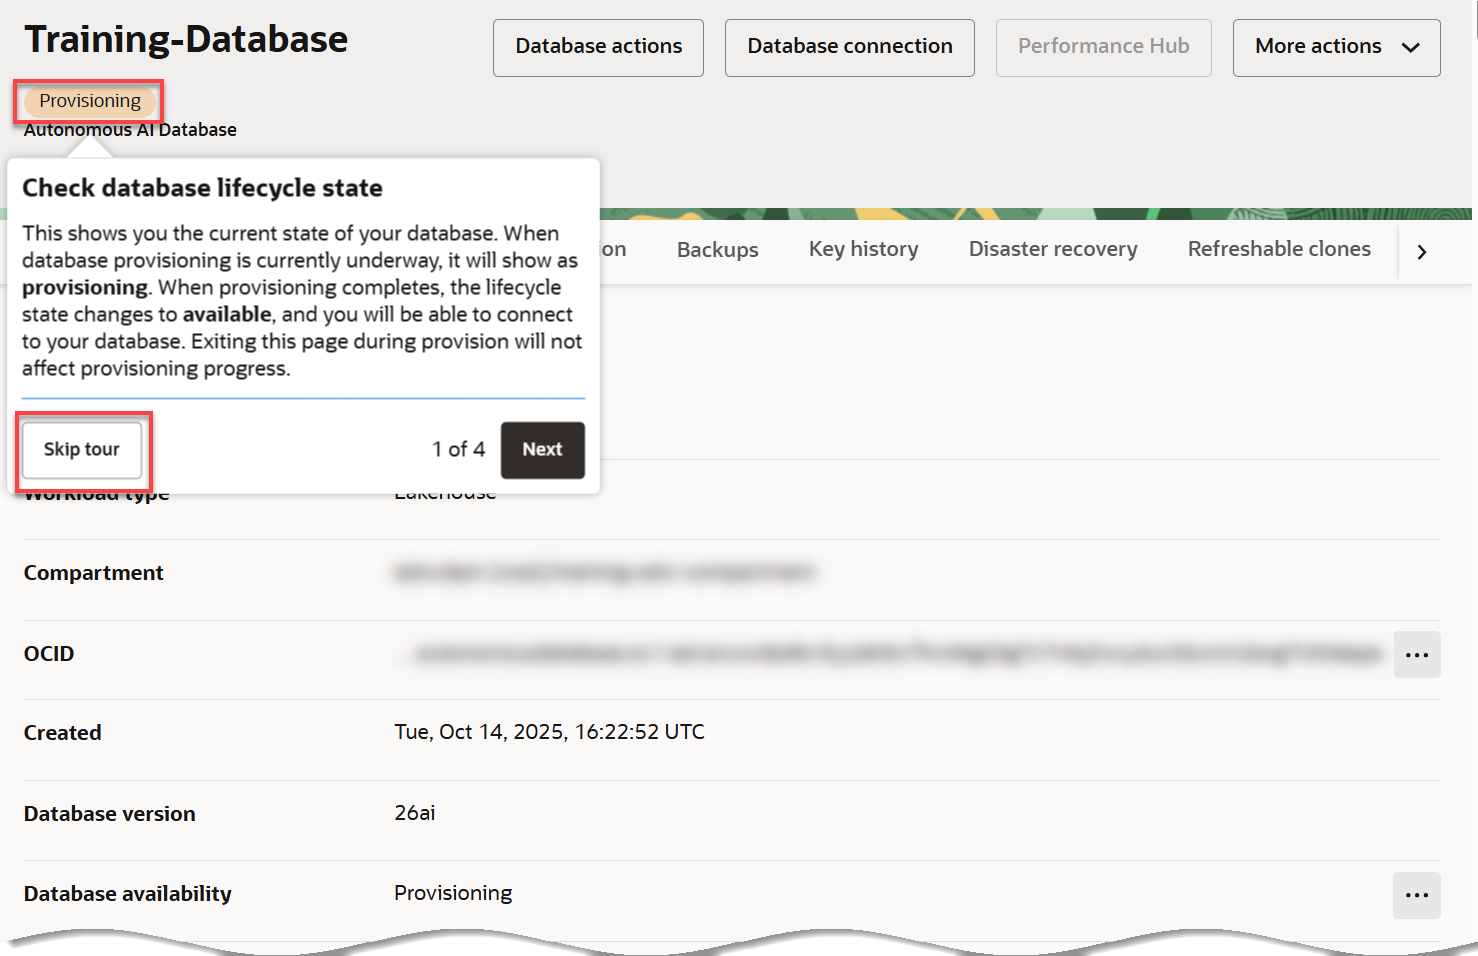 Training-Database
Database actions
Database connection
Performance Hub
More actions
Provisioning
Autonomous AI Database
Check database lifecycle state
This shows you the current state of your database. When
database provisioning is currently underway, it will show as
provisioning. When provisioning completes, the lifecycle
state changes to available, and you will be able to connect
to your database. Exiting this page during provision will not
affect provisioning progress.
Skip tour
1 of 4
Next
ion
Backups
Key history
Disaster recovery
Refreshable clones
Workload type
Lakehouse
Compartment
OCID
...
Created
Tue, Oct 14, 2025, 16:22:52 UTC
Database version
26ai
Database availability
Provisioning
...